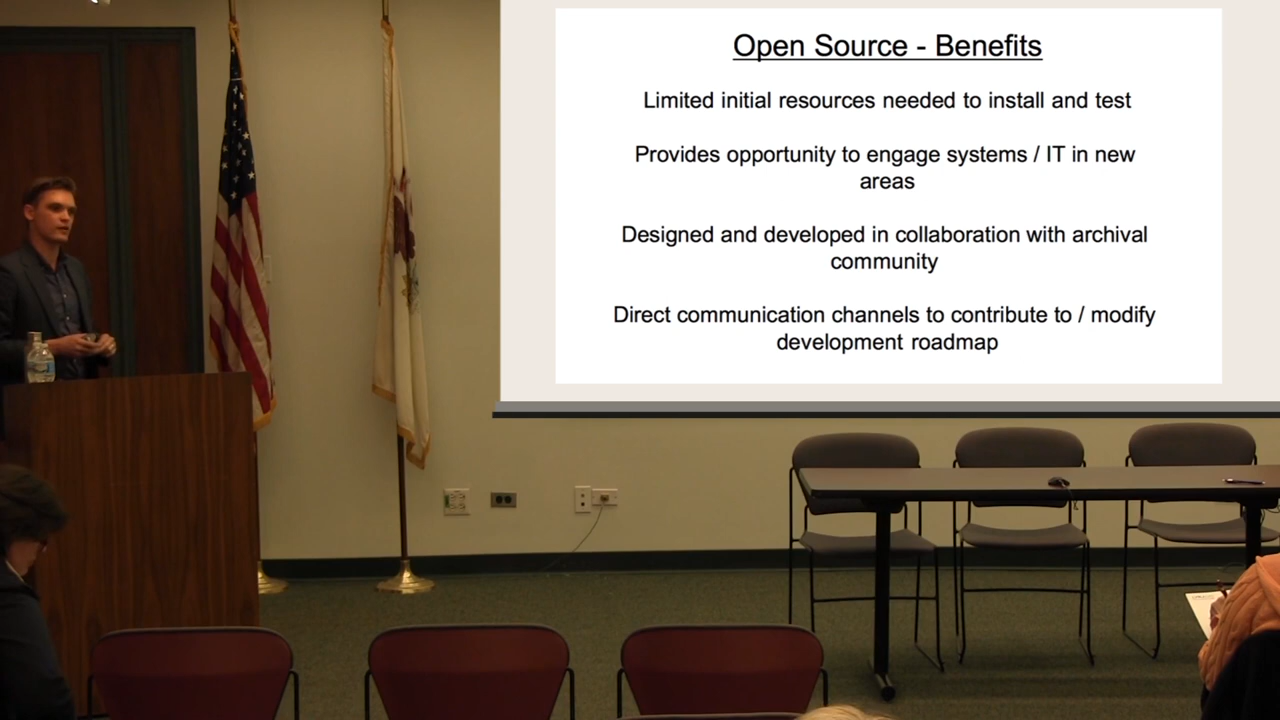 Open Source - Benefits
Limited initial resources needed to install and test
Provides opportunity to engage systems / IT in new
areas
Designed and developed in collaboration with archival
community
Direct communication channels to contribute to / modify
development roadmap